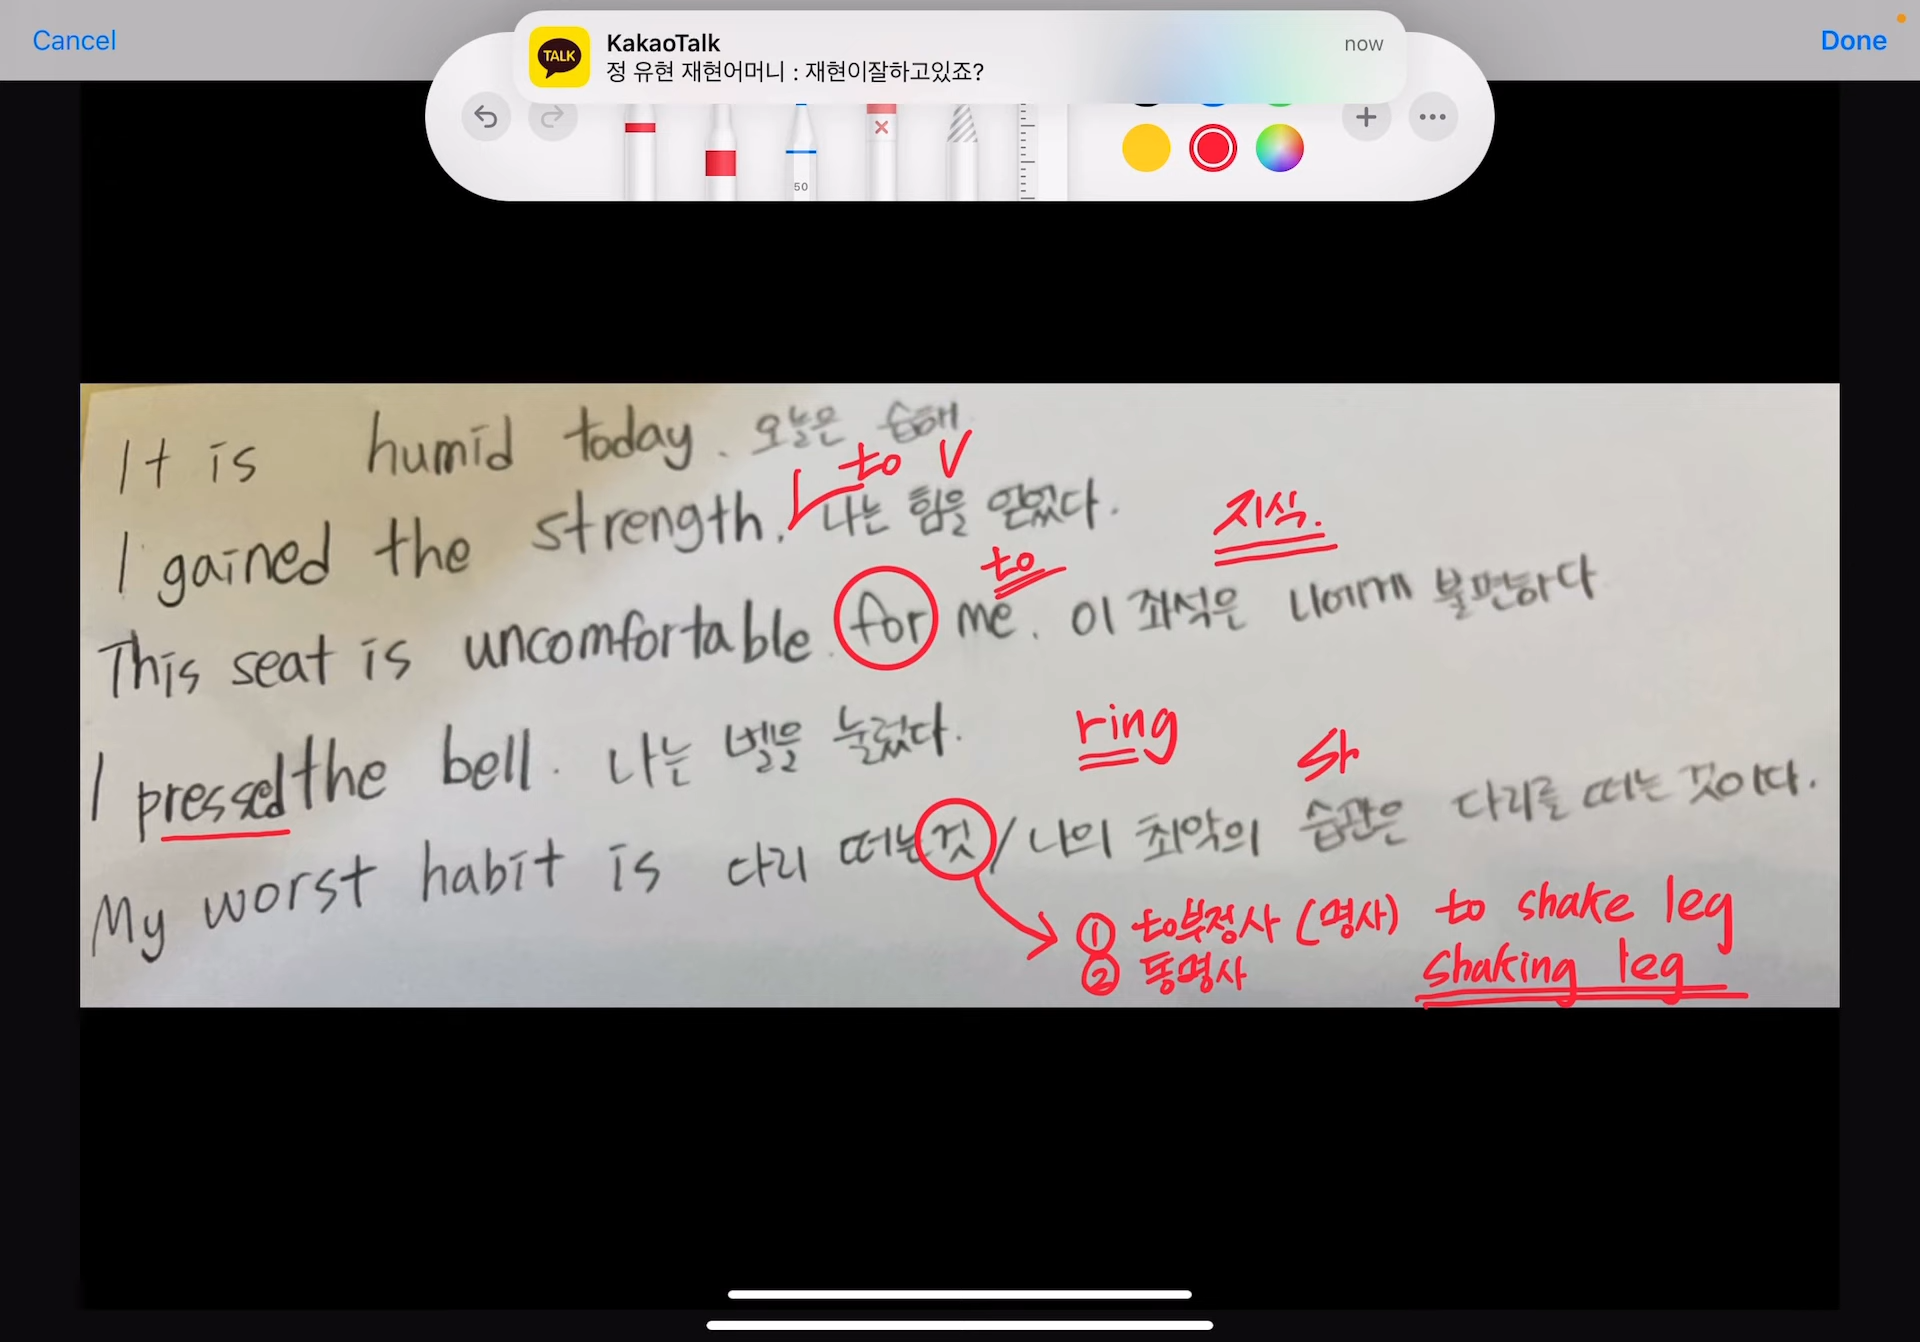 Cancel
KakaoTalk
now
정 유현 재현어머니 : 재현이잘하고있죠?
Done
50
It is humid today. 오늘은 습해
to V
I gained the strength. 나는 힘을 얻었다.
지식.
to
This seat is uncomfortable for me. 이 좌석은 나에게 불편하다
ring
I pressed the bell. 나는 벨을 눌렀다.
sh
My worst habit is 다리 떠는것 / 나의 최악의 습관은 다리를 떠는 것이다.
① to부정사 (명사) to shake leg
② 동명사 shaking leg